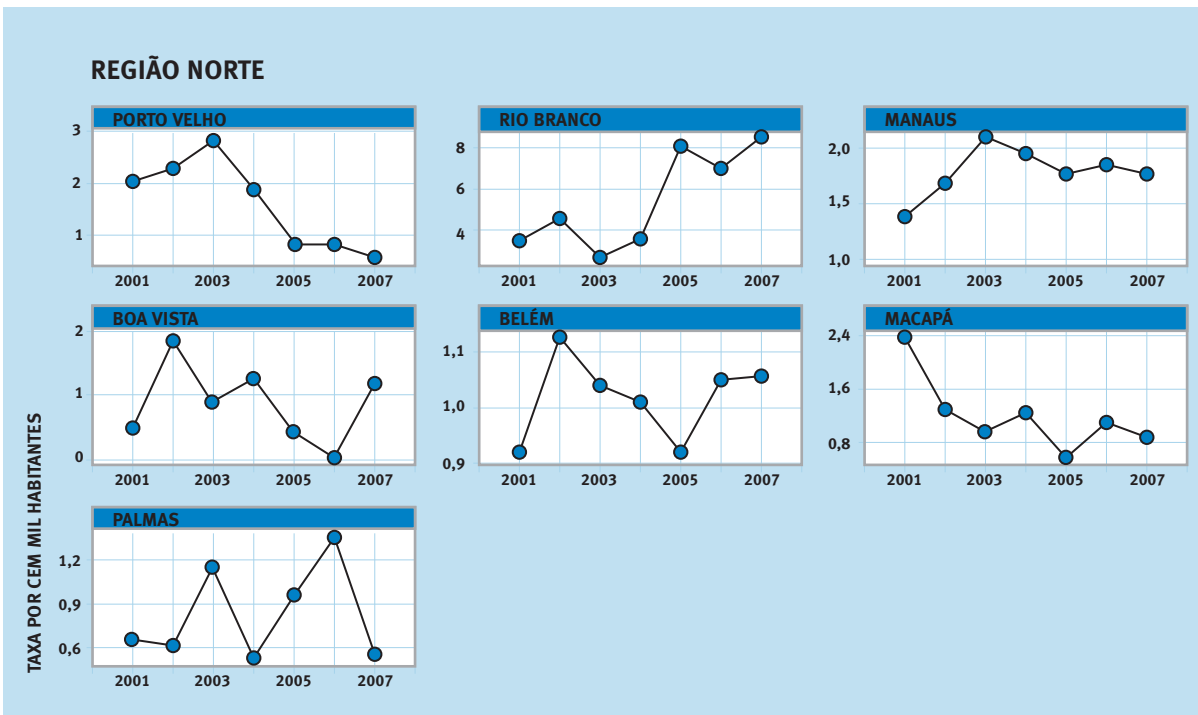 REGIÃO NORTE
PORTO VELHO
3
2
1
2001 2003 2005 2007
RIO BRANCO
8
6
4
2001 2003 2005 2007
MANAUS
2,0
1,5
1,0
2001 2003 2005 2007
BOA VISTA
2
1
0
2001 2003 2005 2007
BELÉM
1,1
1,0
0,9
2001 2003 2005 2007
MACAPÁ
2,4
1,6
0,8
2001 2003 2005 2007
PALMAS
1,2
0,9
0,6
2001 2003 2005 2007
TAXA POR CEM MIL HABITANTES